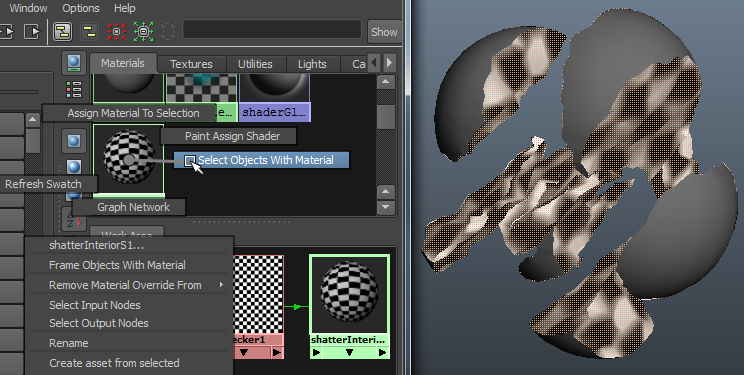 Window Options Help
Show
Materials Textures Utilities Lights Ca
e... shaderG1...
Assign Material To Selection
Paint Assign Shader
Select Objects With Material
Refresh Swatch
Graph Network
Work Area
shatterInteriorS1...
Frame Objects With Material
Remove Material Override From
Select Input Nodes
Select Output Nodes
Rename
Create asset from selected
ecker1 shatterInteri...